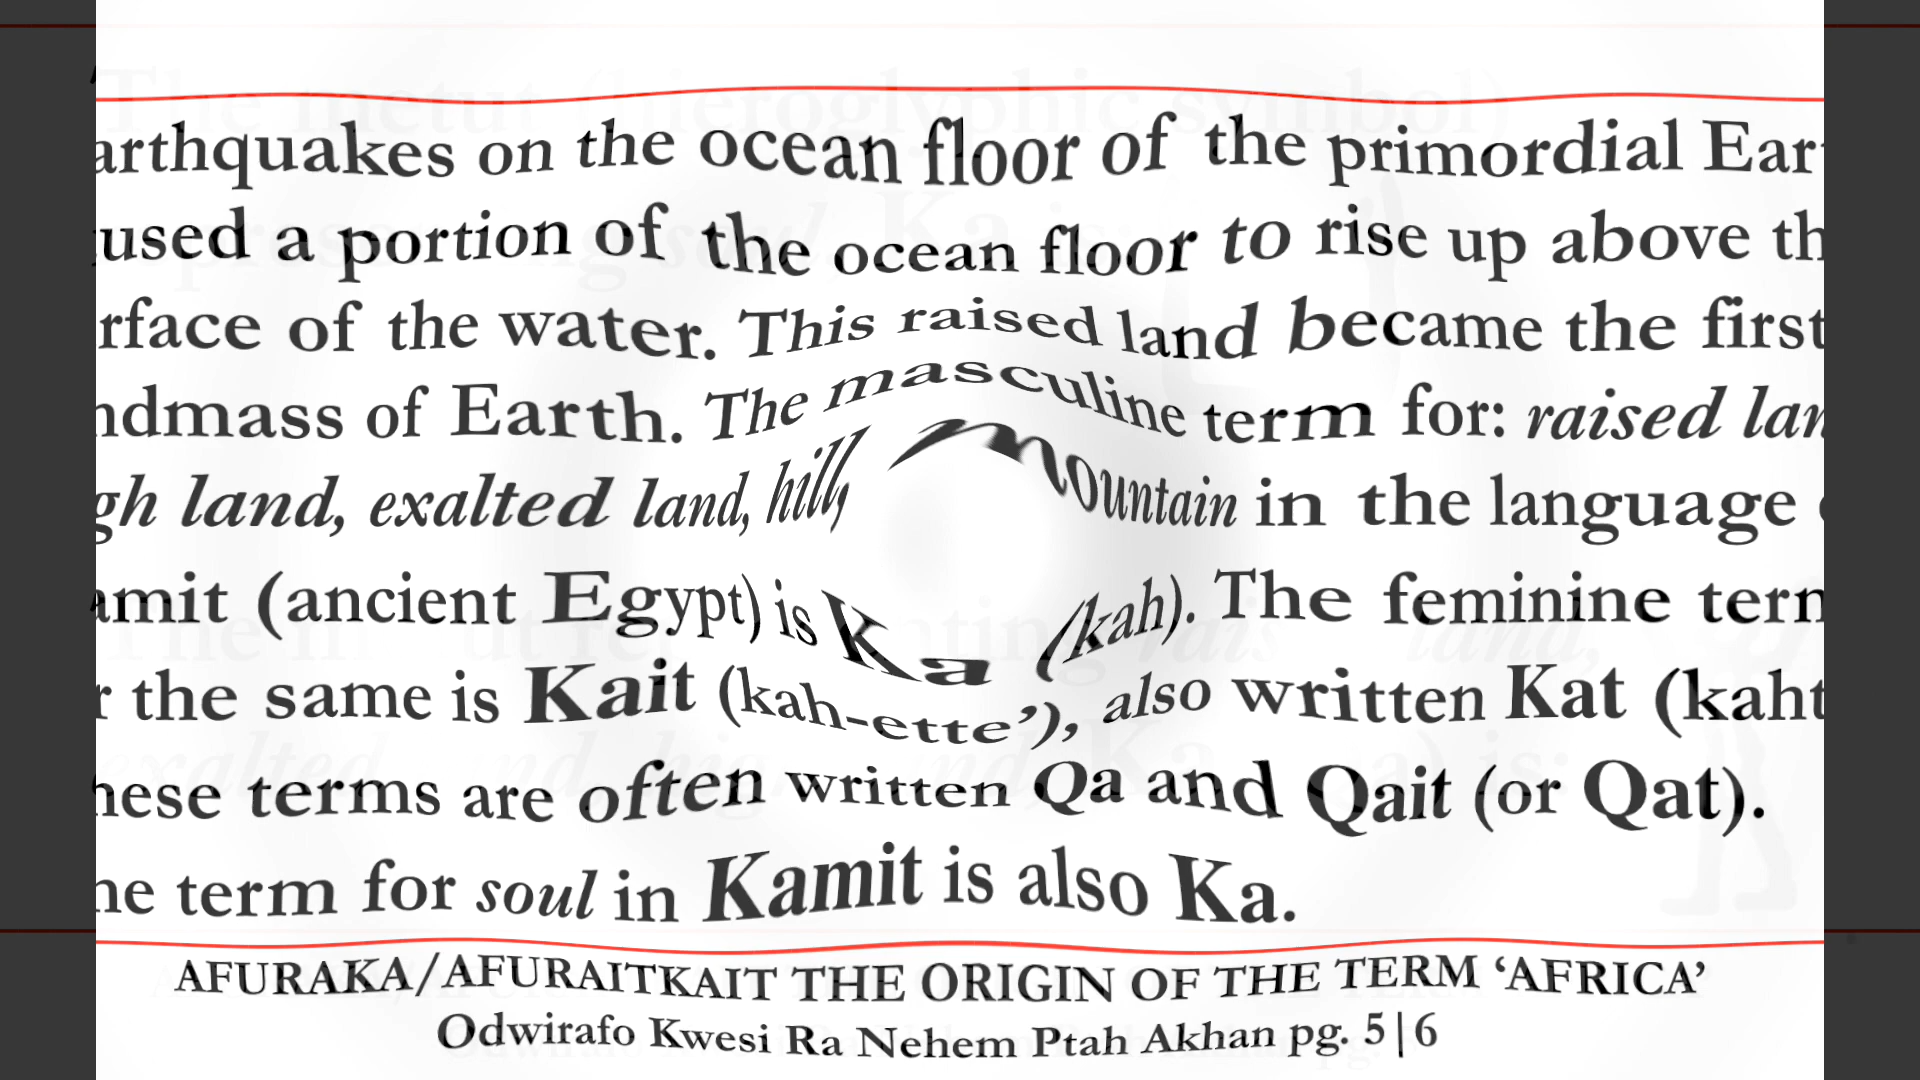 arthquakes on the ocean floor of the primordial Ear
used a portion of the ocean floor to rise up above th
rface of the water. This raised land became the first
ndmass of Earth. The masculine term for: raised lan
gh land, exalted land, hill, mountain in the language
amit (ancient Egypt) is Ka (kah). The feminine term
r the same is Kait (kah-ette’), also written Kat (kaht
hese terms are often written Qa and Qait (or Qat).
he term for soul in Kamit is also Ka.
AFURAKA/AFURAITKAIT THE ORIGIN OF THE TERM ‘AFRICA’
Odwirafo Kwesi Ra Nehem Ptah Akhan pg. 5|6